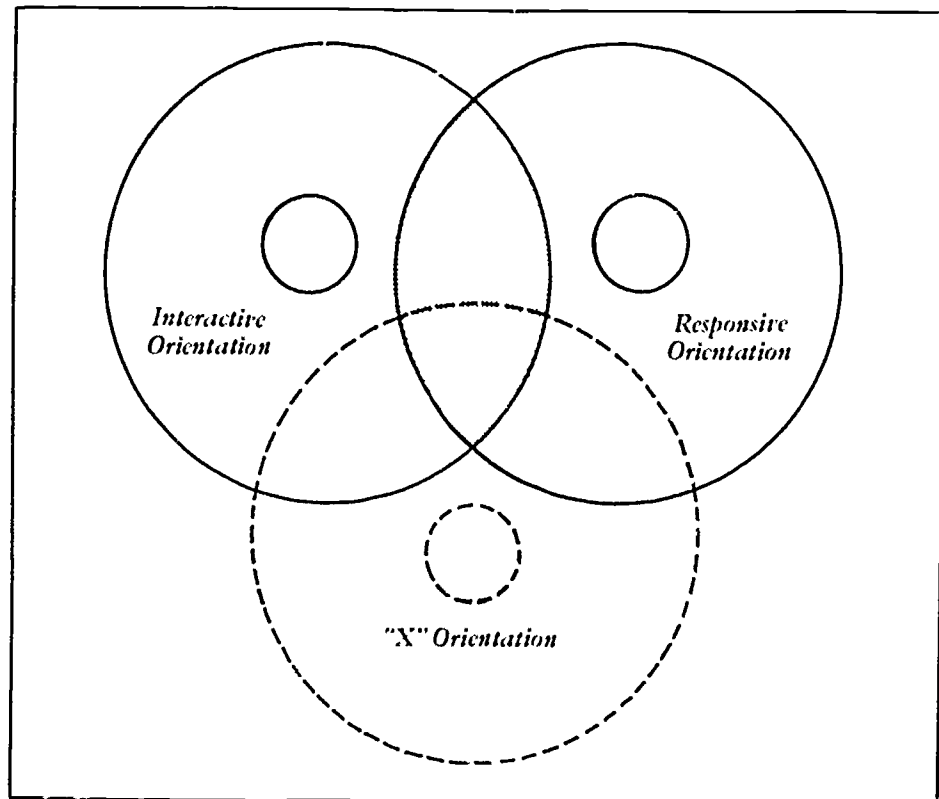 Interactive
Orientation
Responsive
Orientation
"X" Orientation